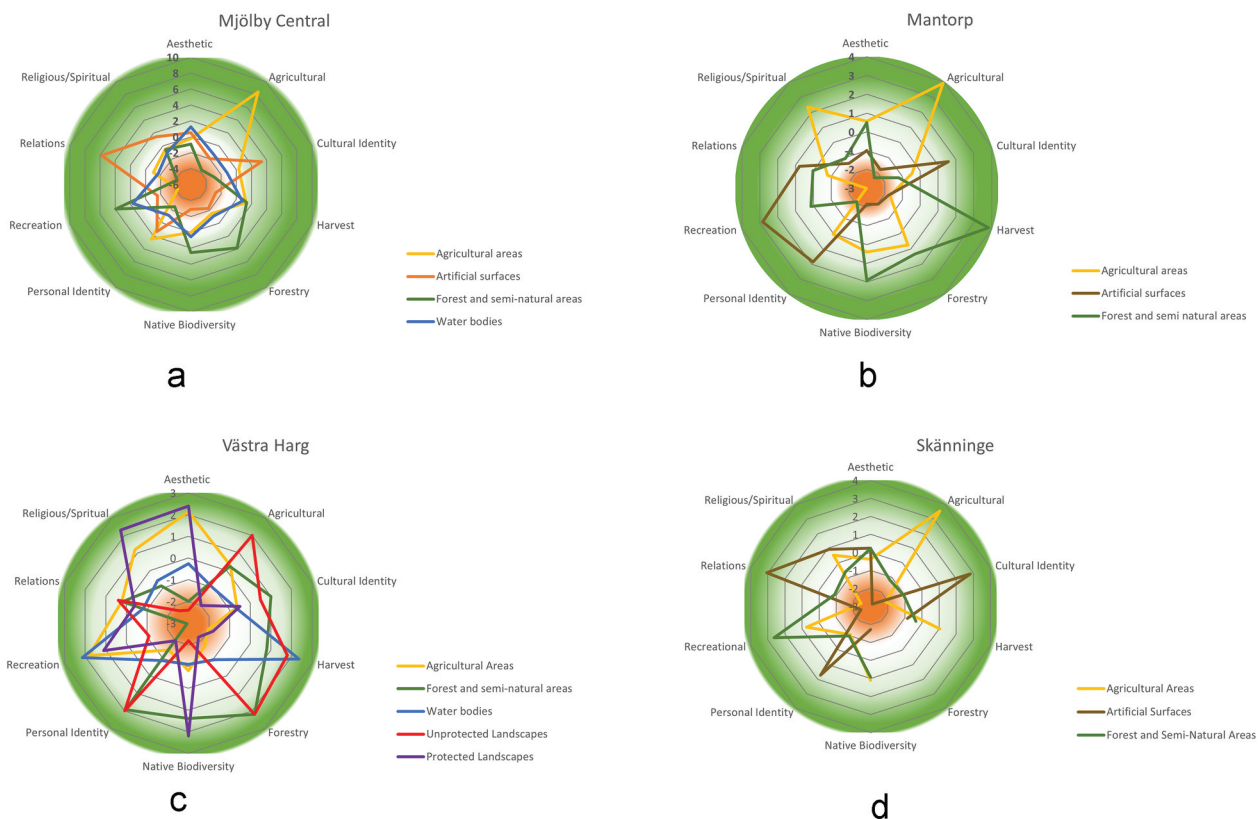 Mjölby Central
Aesthetic
10
8
6
4
2
0
-2
-4
-6
Religious/Spiritual
Agricultural
Relations
Cultural Identity
Recreation
Harvest
Personal Identity
Forestry
Native Biodiversity
Agricultural areas
Artificial surfaces
Forest and semi-natural areas
Water bodies
a
Mantorp
Aesthetic
4
3
2
1
0
-1
-2
-3
Religious/Spiritual
Agricultural
Relations
Cultural Identity
Recreation
Harvest
Personal Identity
Forestry
Native Biodiversity
Agricultural areas
Artificial surfaces
Forest and semi natural areas
b
Västra Harg
Aesthetic
3
2
1
0
-1
-2
-3
Religious/Spritual
Agricultural
Relations
Cultural Identity
Recreation
Harvest
Personal Identity
Forestry
Native Biodiversity
Agricultural Areas
Forest and semi-natural areas
Water bodies
Unprotected Landscapes
Protected Landscapes
c
Skänninge
Aesthetic
4
3
2
1
0
-1
-2
Religious/Spiritual
Agricultural
Relations
Cultural Identity
Recreational
Harvest
Personal Identity
Forestry
Native Biodiversity
Agricultural Areas
Artificial Surfaces
Forest and Semi-Natural Areas
d